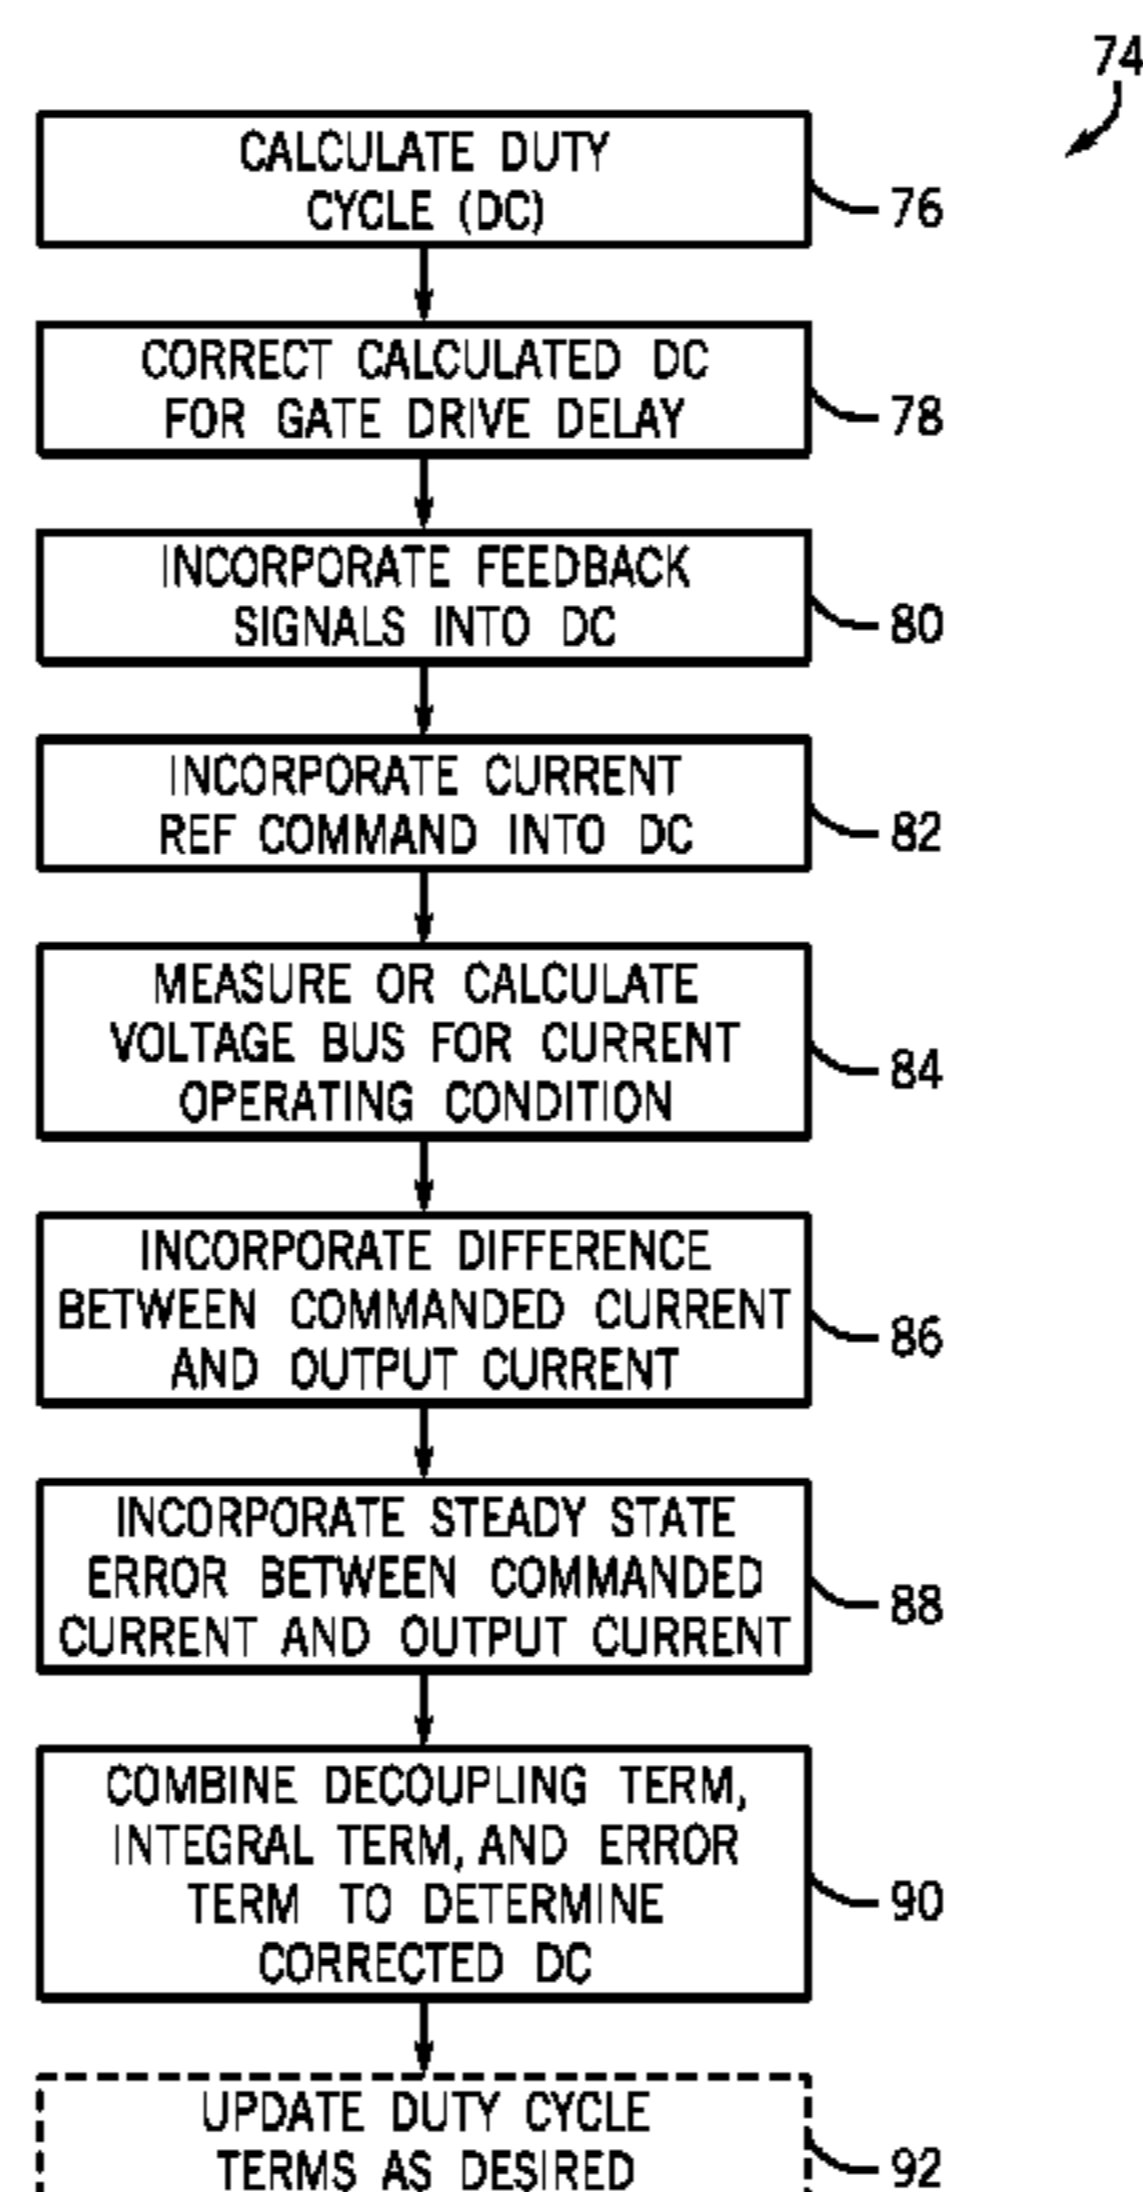 74
CALCULATE DUTY
CYCLE (DC)
76
CORRECT CALCULATED DC
FOR GATE DRIVE DELAY
78
INCORPORATE FEEDBACK
SIGNALS INTO DC
80
INCORPORATE CURRENT
REF COMMAND INTO DC
82
MEASURE OR CALCULATE
VOLTAGE BUS FOR CURRENT
OPERATING CONDITION
84
INCORPORATE DIFFERENCE
BETWEEN COMMANDED CURRENT
AND OUTPUT CURRENT
86
INCORPORATE STEADY STATE
ERROR BETWEEN COMMANDED
CURRENT AND OUTPUT CURRENT
88
COMBINE DECOUPLING TERM,
INTEGRAL TERM, AND ERROR
TERM TO DETERMINE
CORRECTED DC
90
UPDATE DUTY CYCLE
TERMS AS DESIRED
92